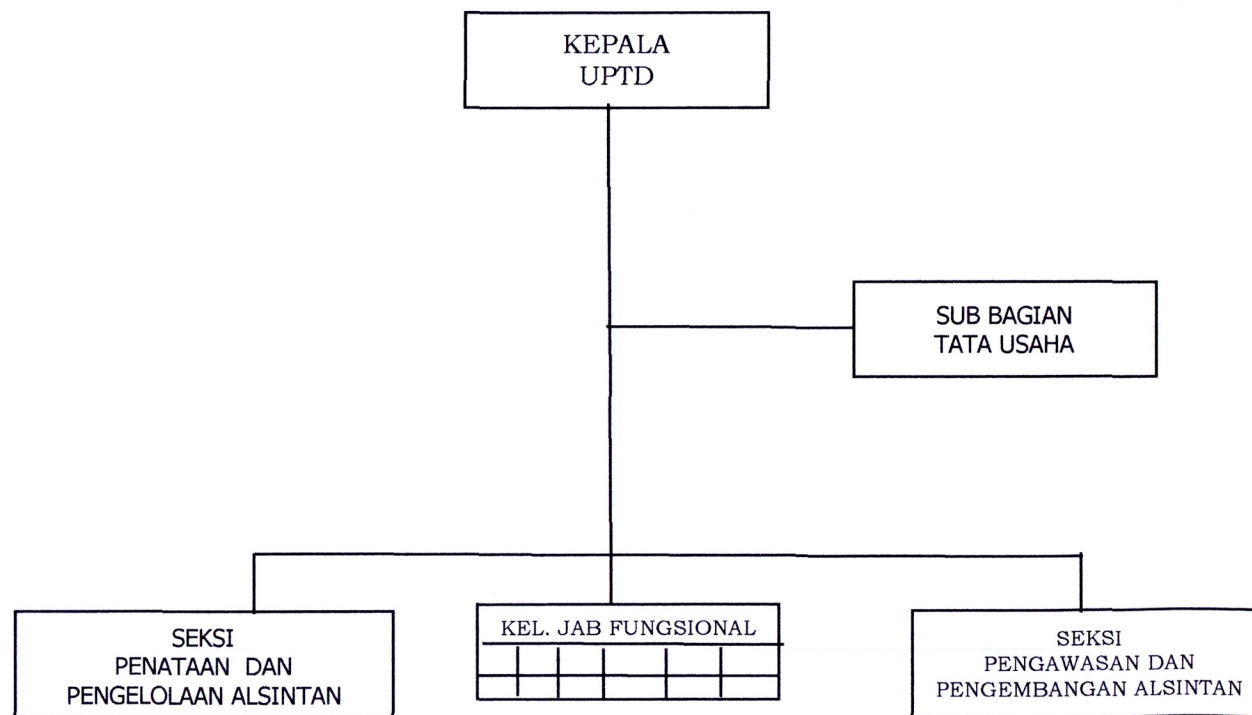 KEPALA
UPTD
SUB BAGIAN
TATA USAHA
SEKSI
PENATAAN DAN
PENGELOLAAN ALSINTAN
KEL. JAB FUNGSIONAL
SEKSI
PENGAWASAN DAN
PENGEMBANGAN ALSINTAN